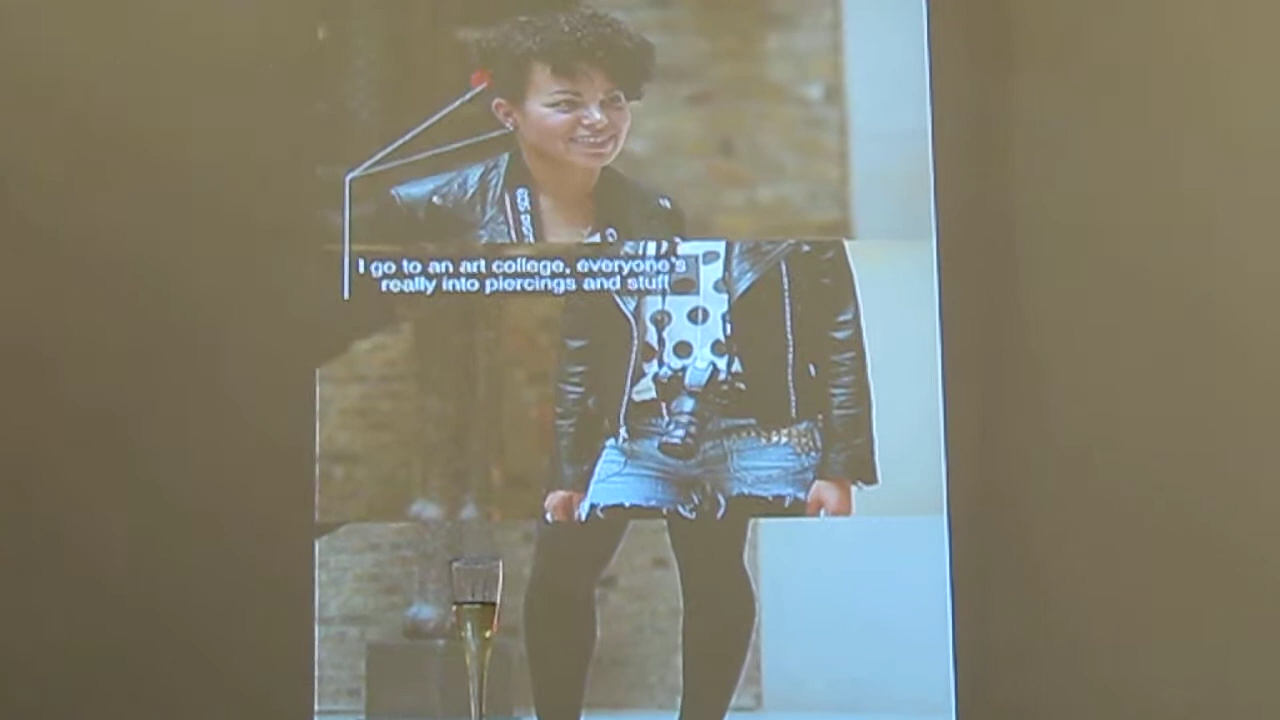 I go to an art college, everyone's
really into piercings and stuff